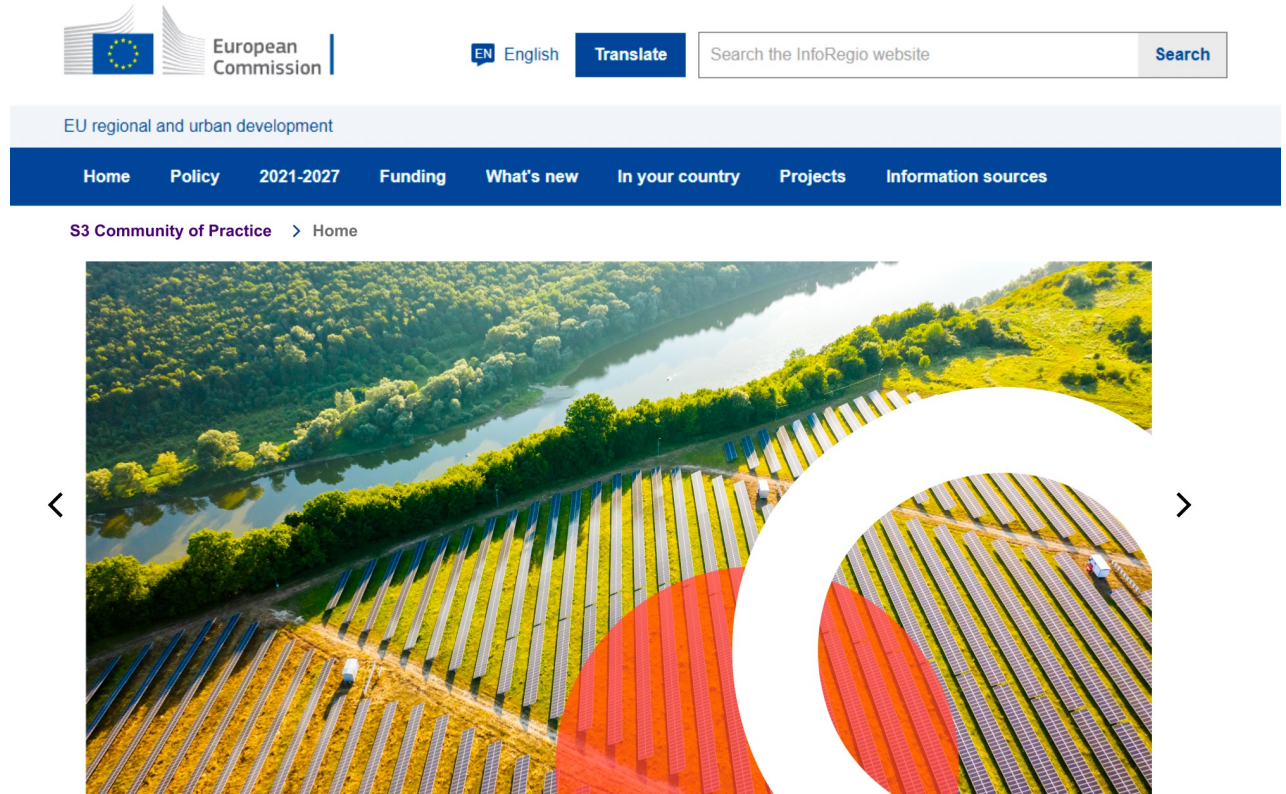 European
Commission
EN English
Translate
Search the InfoRegio website
Search
EU regional and urban development
Home Policy 2021-2027 Funding What's new In your country Projects Information sources
S3 Community of Practice > Home